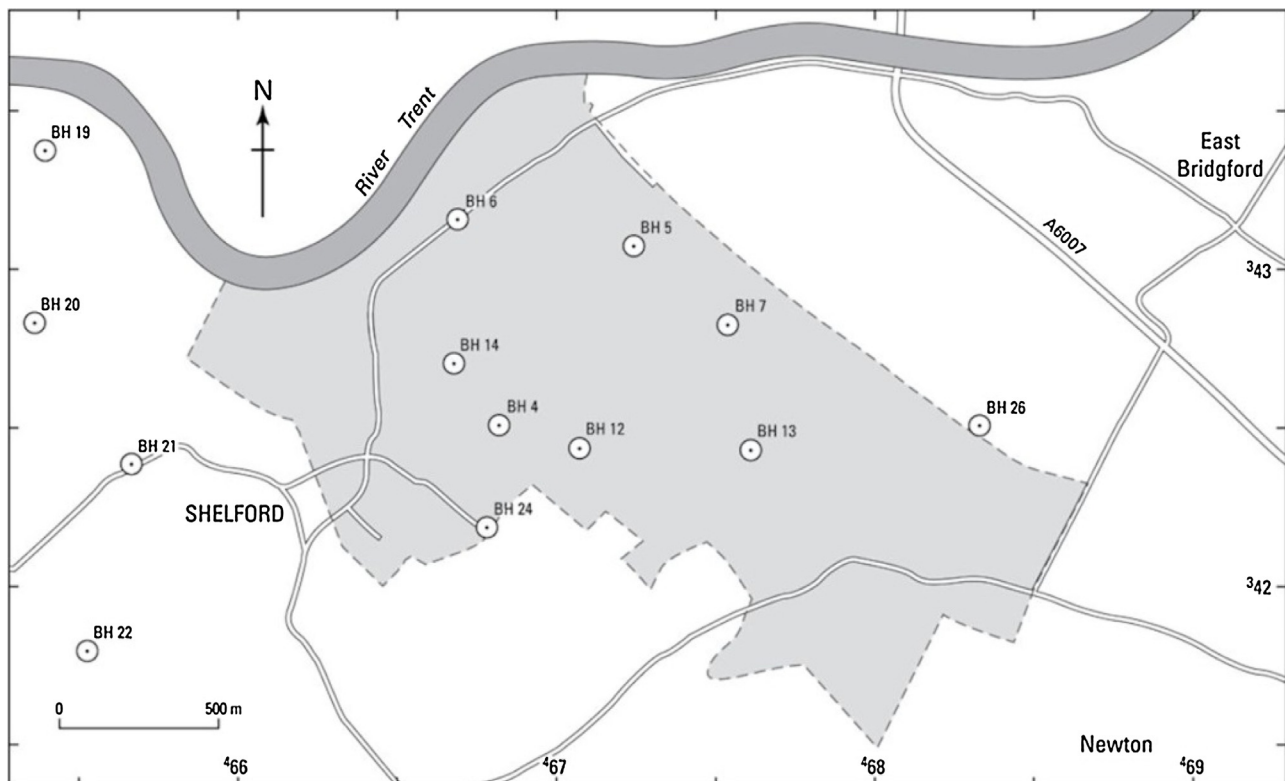 N
River Trent
BH 19
East
Bridgford
BH 6
BH 5
A6007
³43
BH 20
BH 7
BH 14
BH 4
BH 26
BH 12
BH 13
BH 21
SHELFORD
BH 24
³42
BH 22
0 500 m
Newton
⁴66 ⁴67 ⁴68 ⁴69